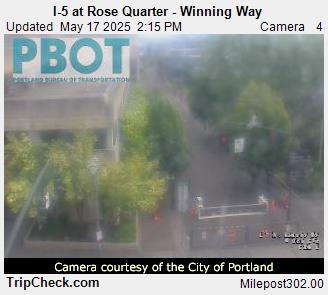 I-5 at Rose Quarter - Winning Way
Updated May 17 2025 2:15 PM Camera 4
PBOT
PORTLAND BUREAU OF TRANSPORTATION
Camera courtesy of the City of Portland
TripCheck.com Milepost302.00